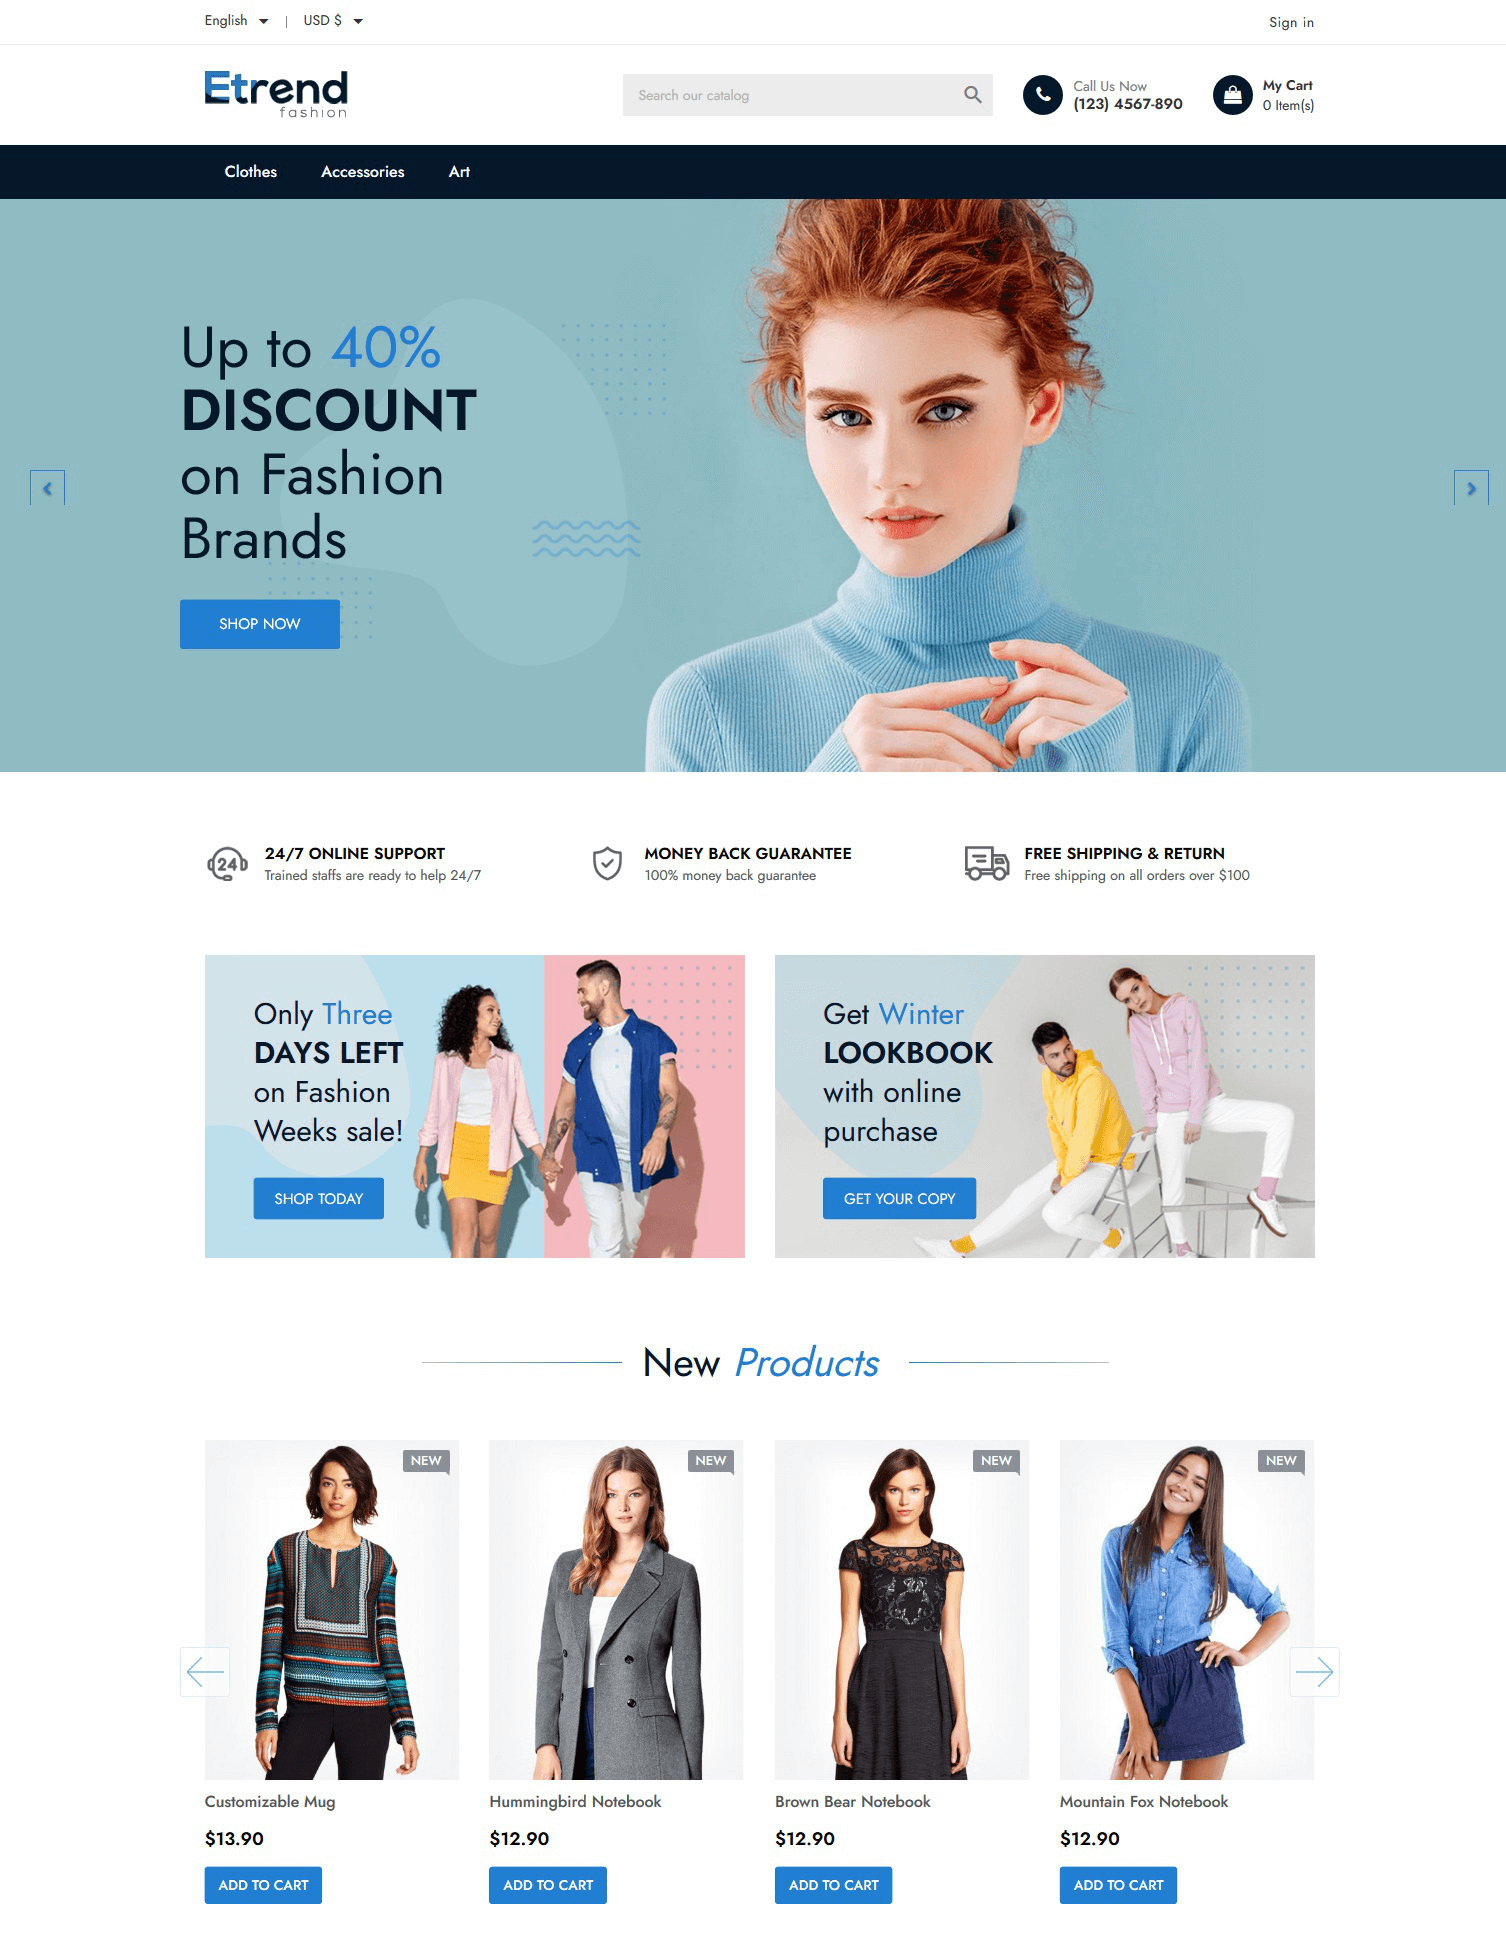 English | USD $
Sign in
Etrend
fashion
Search our catalog
Call Us Now
(123) 4567-890
My Cart
0 Item(s)
Clothes Accessories Art
Up to 40%
DISCOUNT
on Fashion
Brands
SHOP NOW
24
24/7 ONLINE SUPPORT
Trained staffs are ready to help 24/7
MONEY BACK GUARANTEE
100% money back guarantee
FREE SHIPPING & RETURN
Free shipping on all orders over $100
Only Three
DAYS LEFT
on Fashion
Weeks sale!
SHOP TODAY
Get Winter
LOOKBOOK
with online
purchase
GET YOUR COPY
New Products
NEW
Customizable Mug
$13.90
ADD TO CART
NEW
Hummingbird Notebook
$12.90
ADD TO CART
NEW
Brown Bear Notebook
$12.90
ADD TO CART
NEW
Mountain Fox Notebook
$12.90
ADD TO CART